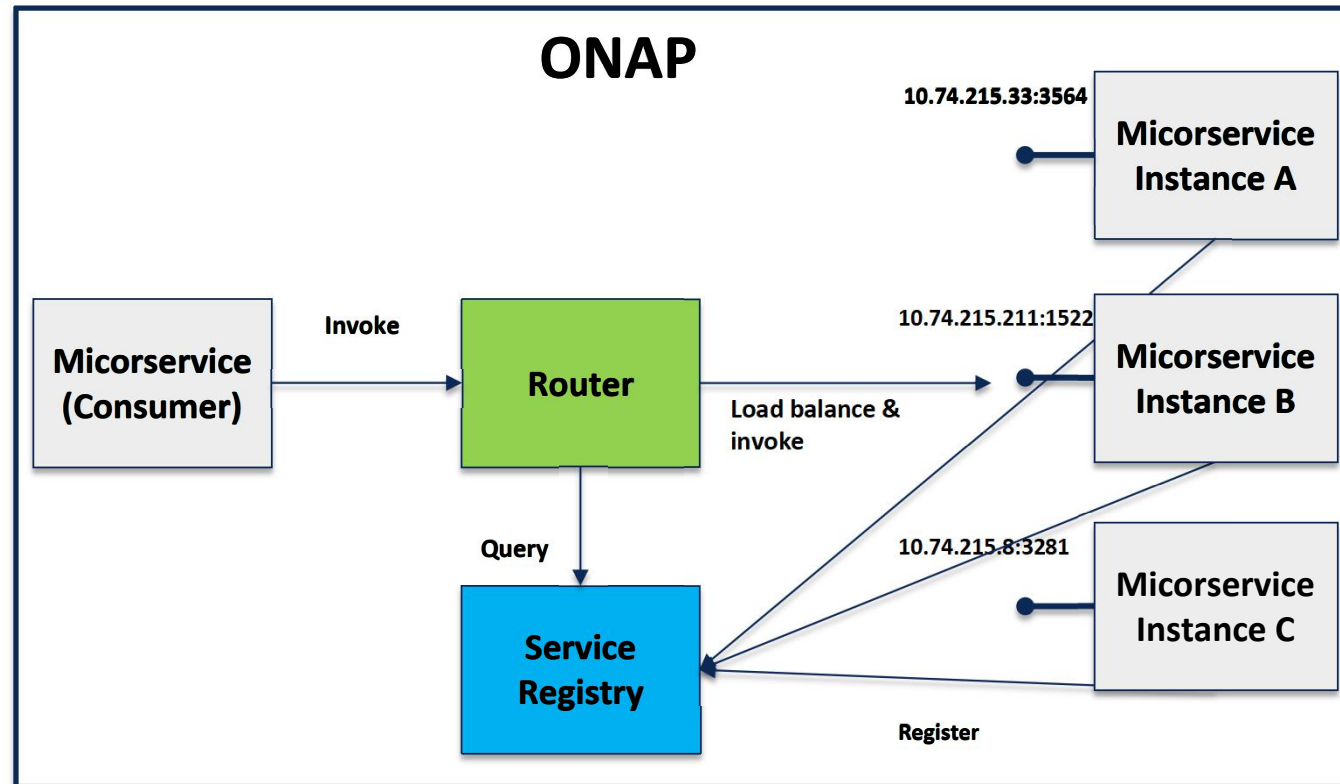 ONAP
10.74.215.33:3564
Micorservice
Instance A
Invoke
10.74.215.211:1522
Micorservice
(Consumer)
Router
Micorservice
Instance B
Load balance &
invoke
Query
10.74.215.8:3281
Micorservice
Instance C
Service
Registry
Register